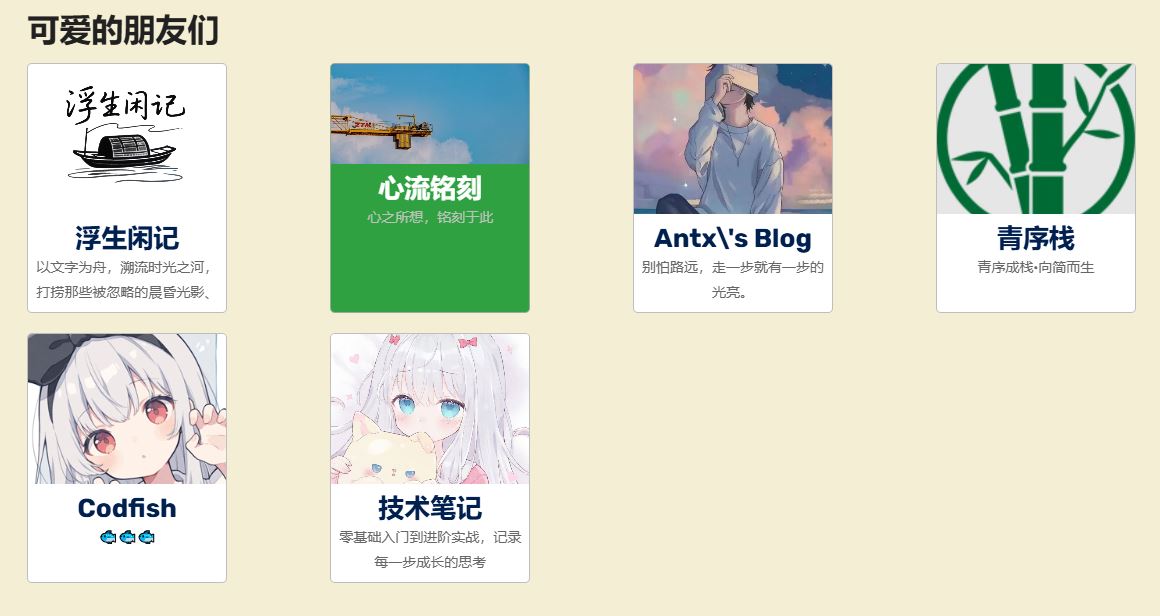 可爱的朋友们
浮生闲记
浮生闲记
以文字为舟，溯流时光之河，
打捞那些被忽略的晨昏光影、
心流铭刻
心之所想，铭刻于此
Antx\'s Blog
别怕路远，走一步就有一步的
光亮。
青序栈
青序成栈·向简而生
Codfish
🐟🐟🐟
技术笔记
零基础入门到进阶实战，记录
每一步成长的思考